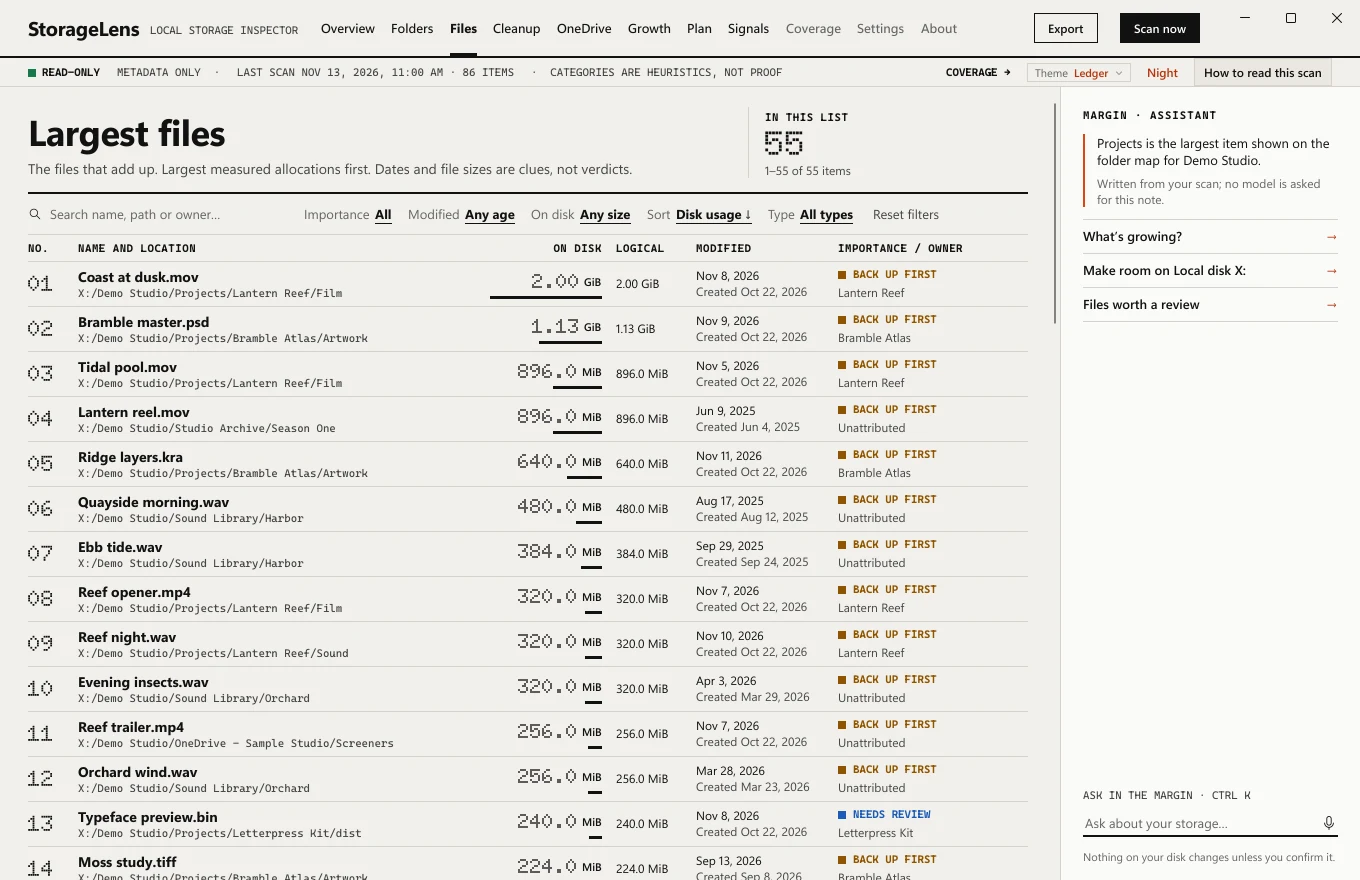 StorageLens LOCAL STORAGE INSPECTOR Overview Folders Files Cleanup OneDrive Growth Plan Signals Coverage Settings About Export Scan now
READ-ONLY METADATA ONLY · LAST SCAN NOV 13, 2026, 11:00 AM · 86 ITEMS · CATEGORIES ARE HEURISTICS, NOT PROOF COVERAGE → Theme Ledger Night How to read this scan
Largest files
The files that add up. Largest measured allocations first. Dates and file sizes are clues, not verdicts.
IN THIS LIST
55
1–55 of 55 items
Search name, path or owner... Importance All Modified Any age On disk Any size Sort Disk usage ↓ Type All types Reset filters
NO. NAME AND LOCATION ON DISK LOGICAL MODIFIED IMPORTANCE / OWNER
01 Coast at dusk.mov 2.00 GiB 2.00 GiB Nov 8, 2026 BACK UP FIRST
X:/Demo Studio/Projects/Lantern Reef/Film Created Oct 22, 2026 Lantern Reef
02 Bramble master.psd 1.13 GiB 1.13 GiB Nov 9, 2026 BACK UP FIRST
X:/Demo Studio/Projects/Bramble Atlas/Artwork Created Oct 22, 2026 Bramble Atlas
03 Tidal pool.mov 896.0 MiB 896.0 MiB Nov 5, 2026 BACK UP FIRST
X:/Demo Studio/Projects/Lantern Reef/Film Created Oct 22, 2026 Lantern Reef
04 Lantern reel.mov 896.0 MiB 896.0 MiB Jun 9, 2025 BACK UP FIRST
X:/Demo Studio/Studio Archive/Season One Created Jun 4, 2025 Unattributed
05 Ridge layers.kra 640.0 MiB 640.0 MiB Nov 11, 2026 BACK UP FIRST
X:/Demo Studio/Projects/Bramble Atlas/Artwork Created Oct 22, 2026 Bramble Atlas
06 Quayside morning.wav 480.0 MiB 480.0 MiB Aug 17, 2025 BACK UP FIRST
X:/Demo Studio/Sound Library/Harbor Created Aug 12, 2025 Unattributed
07 Ebb tide.wav 384.0 MiB 384.0 MiB Sep 29, 2025 BACK UP FIRST
X:/Demo Studio/Sound Library/Harbor Created Sep 24, 2025 Unattributed
08 Reef opener.mp4 320.0 MiB 320.0 MiB Nov 7, 2026 BACK UP FIRST
X:/Demo Studio/Projects/Lantern Reef/Film Created Oct 22, 2026 Lantern Reef
09 Reef night.wav 320.0 MiB 320.0 MiB Nov 10, 2026 BACK UP FIRST
X:/Demo Studio/Projects/Lantern Reef/Sound Created Oct 22, 2026 Lantern Reef
10 Evening insects.wav 320.0 MiB 320.0 MiB Apr 3, 2026 BACK UP FIRST
X:/Demo Studio/Sound Library/Orchard Created Mar 29, 2026 Unattributed
11 Reef trailer.mp4 256.0 MiB 256.0 MiB Nov 7, 2026 BACK UP FIRST
X:/Demo Studio/OneDrive – Sample Studio/Screeners Created Oct 22, 2026 Unattributed
12 Orchard wind.wav 256.0 MiB 256.0 MiB Mar 28, 2026 BACK UP FIRST
X:/Demo Studio/Sound Library/Orchard Created Mar 23, 2026 Unattributed
13 Typeface preview.bin 240.0 MiB 240.0 MiB Nov 8, 2026 NEEDS REVIEW
X:/Demo Studio/Projects/Letterpress Kit/dist Created Oct 22, 2026 Letterpress Kit
14 Moss study.tiff 224.0 MiB 224.0 MiB Sep 13, 2026 BACK UP FIRST
X:/Demo Studio/Projects/Bramble Atlas/Artwork Created Sep 8, 2026 Bramble Atlas
MARGIN · ASSISTANT
Projects is the largest item shown on the
folder map for Demo Studio.
Written from your scan; no model is asked
for this note.
What's growing? →
Make room on Local disk X: →
Files worth a review →
ASK IN THE MARGIN · CTRL K
Ask about your storage...
Nothing on your disk changes unless you confirm it.